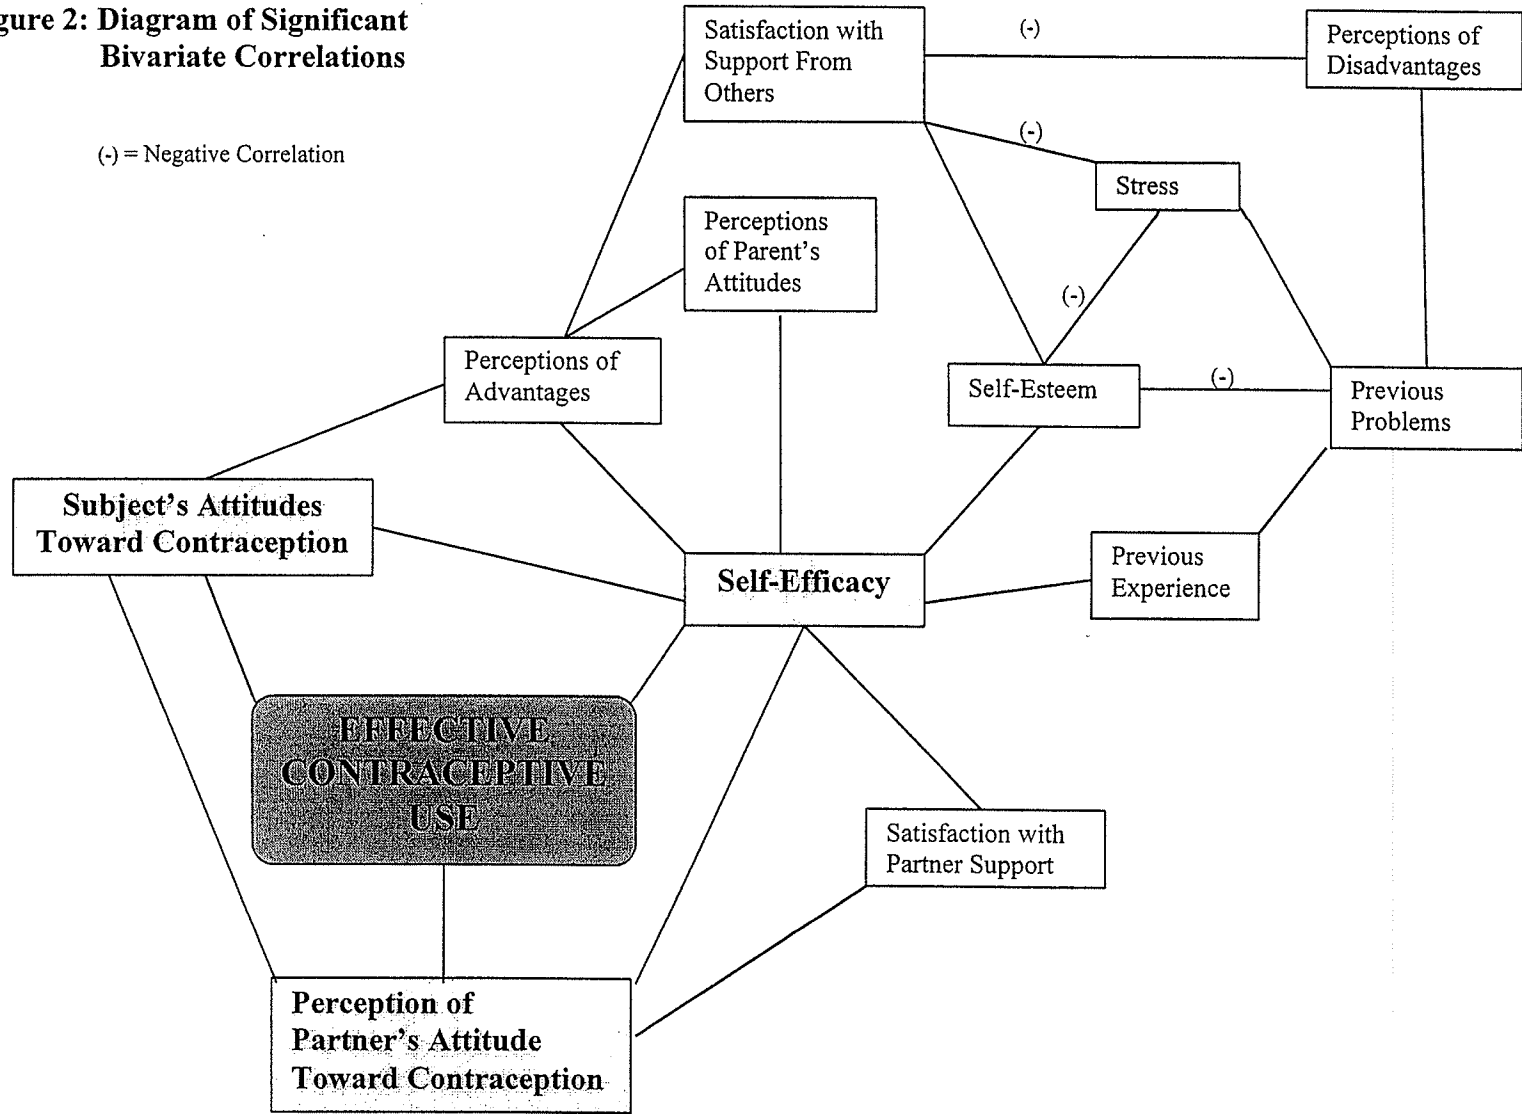 gure 2: Diagram of Significant
Bivariate Correlations
(-) = Negative Correlation
Satisfaction with
Support From
Others
(-)
Perceptions of
Disadvantages
(-)
Stress
Perceptions
of Parent's
Attitudes
(-)
Perceptions of
Advantages
Self-Esteem
(-)
Previous
Problems
Subject's Attitudes
Toward Contraception
Self-Efficacy
Previous
Experience
EFFECTIVE
CONTRACEPTIVE
USE
Satisfaction with
Partner Support
Perception of
Partner's Attitude
Toward Contraception